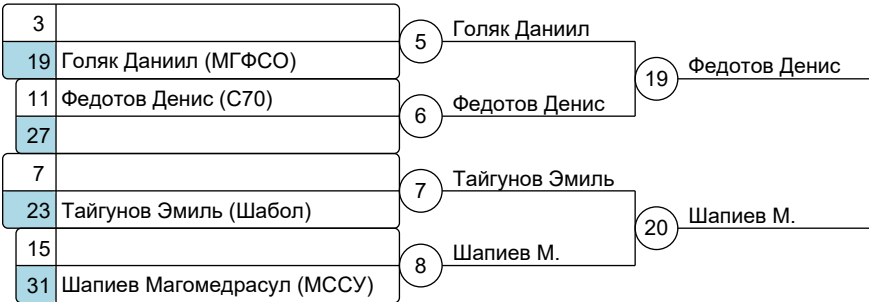 3
5 Голяк Даниил
19 Голяк Даниил (МГФСО)
19 Федотов Денис
11 Федотов Денис (С70)
6 Федотов Денис
27
7
7 Тайгунов Эмиль
23 Тайгунов Эмиль (Шабол)
20 Шапиев М.
15
8 Шапиев М.
31 Шапиев Магомедрасул (МССУ)